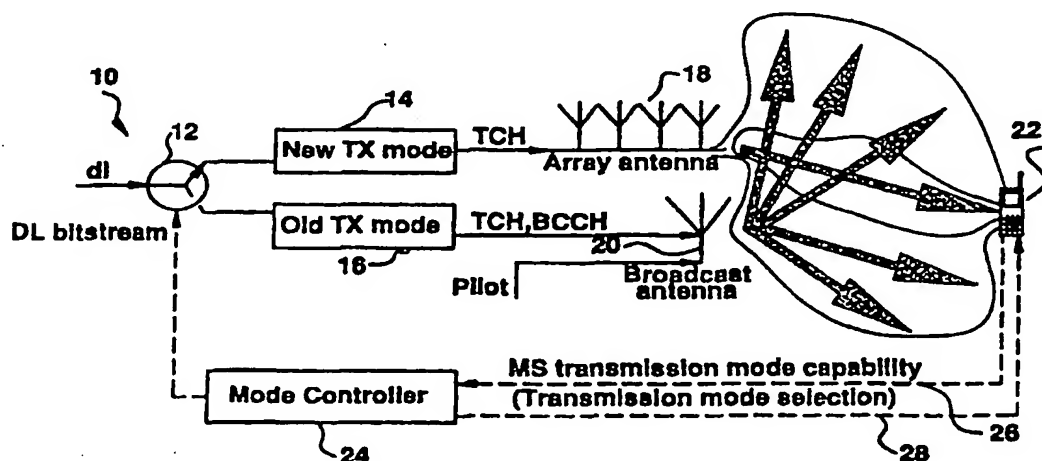 10
12
14
18
22
dl
New TX mode
TCH
Array antenna
DL bitstream
Old TX mode
TCH,BCCH
16
20
Pilot
Broadcast
antenna
MS transmission mode capability
Mode Controller
(Transmission mode selection)
24
26
28